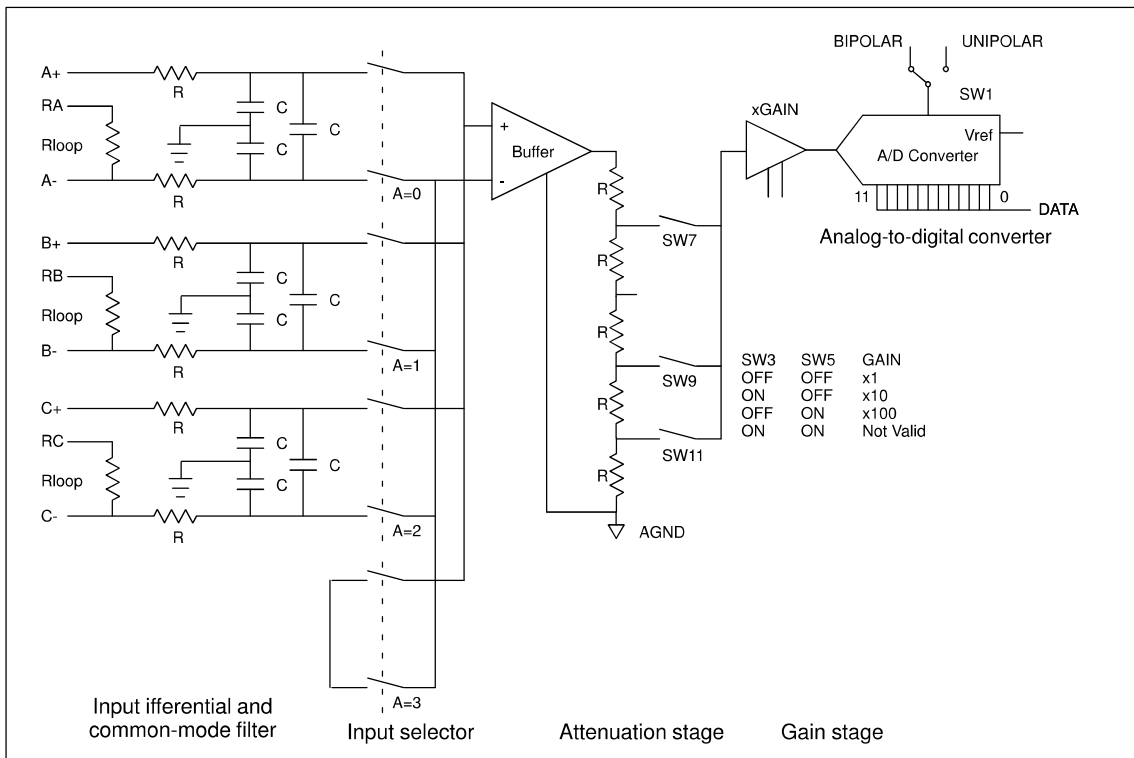 BIPOLAR UNIPOLAR
SW1
A+
R
RA
Rloop
C
C
C
A-
R
A=0
+
Buffer
-
xGAIN
Vref
A/D Converter
11
0
DATA
Analog-to-digital converter
B+
R
RB
Rloop
C
C
C
B-
R
A=1
R
SW7
R
R
SW9
R
SW11
R
AGND
SW3 SW5 GAIN
OFF OFF x1
ON OFF x10
OFF ON x100
ON ON Not Valid
C+
R
RC
Rloop
C
C
C
C-
R
A=2
A=3
Input ifferential and
common-mode filter
Input selector
Attenuation stage
Gain stage